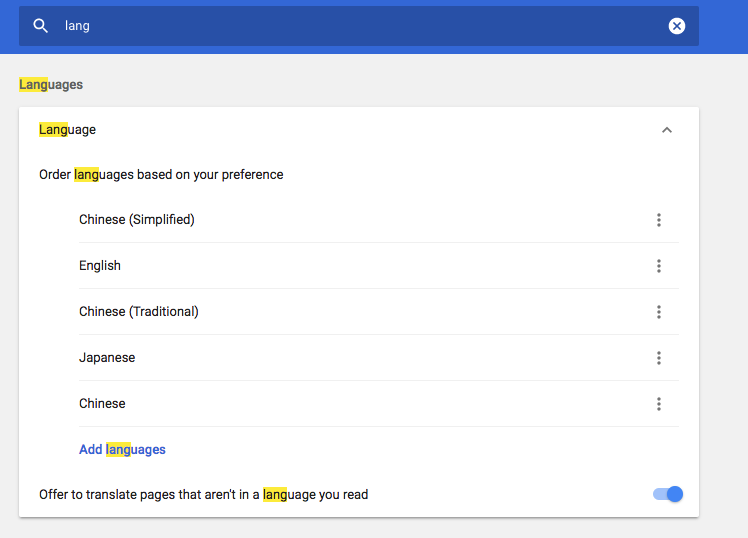 lang
Languages
Language
Order languages based on your preference
Chinese (Simplified)
English
Chinese (Traditional)
Japanese
Chinese
Add languages
Offer to translate pages that aren't in a language you read